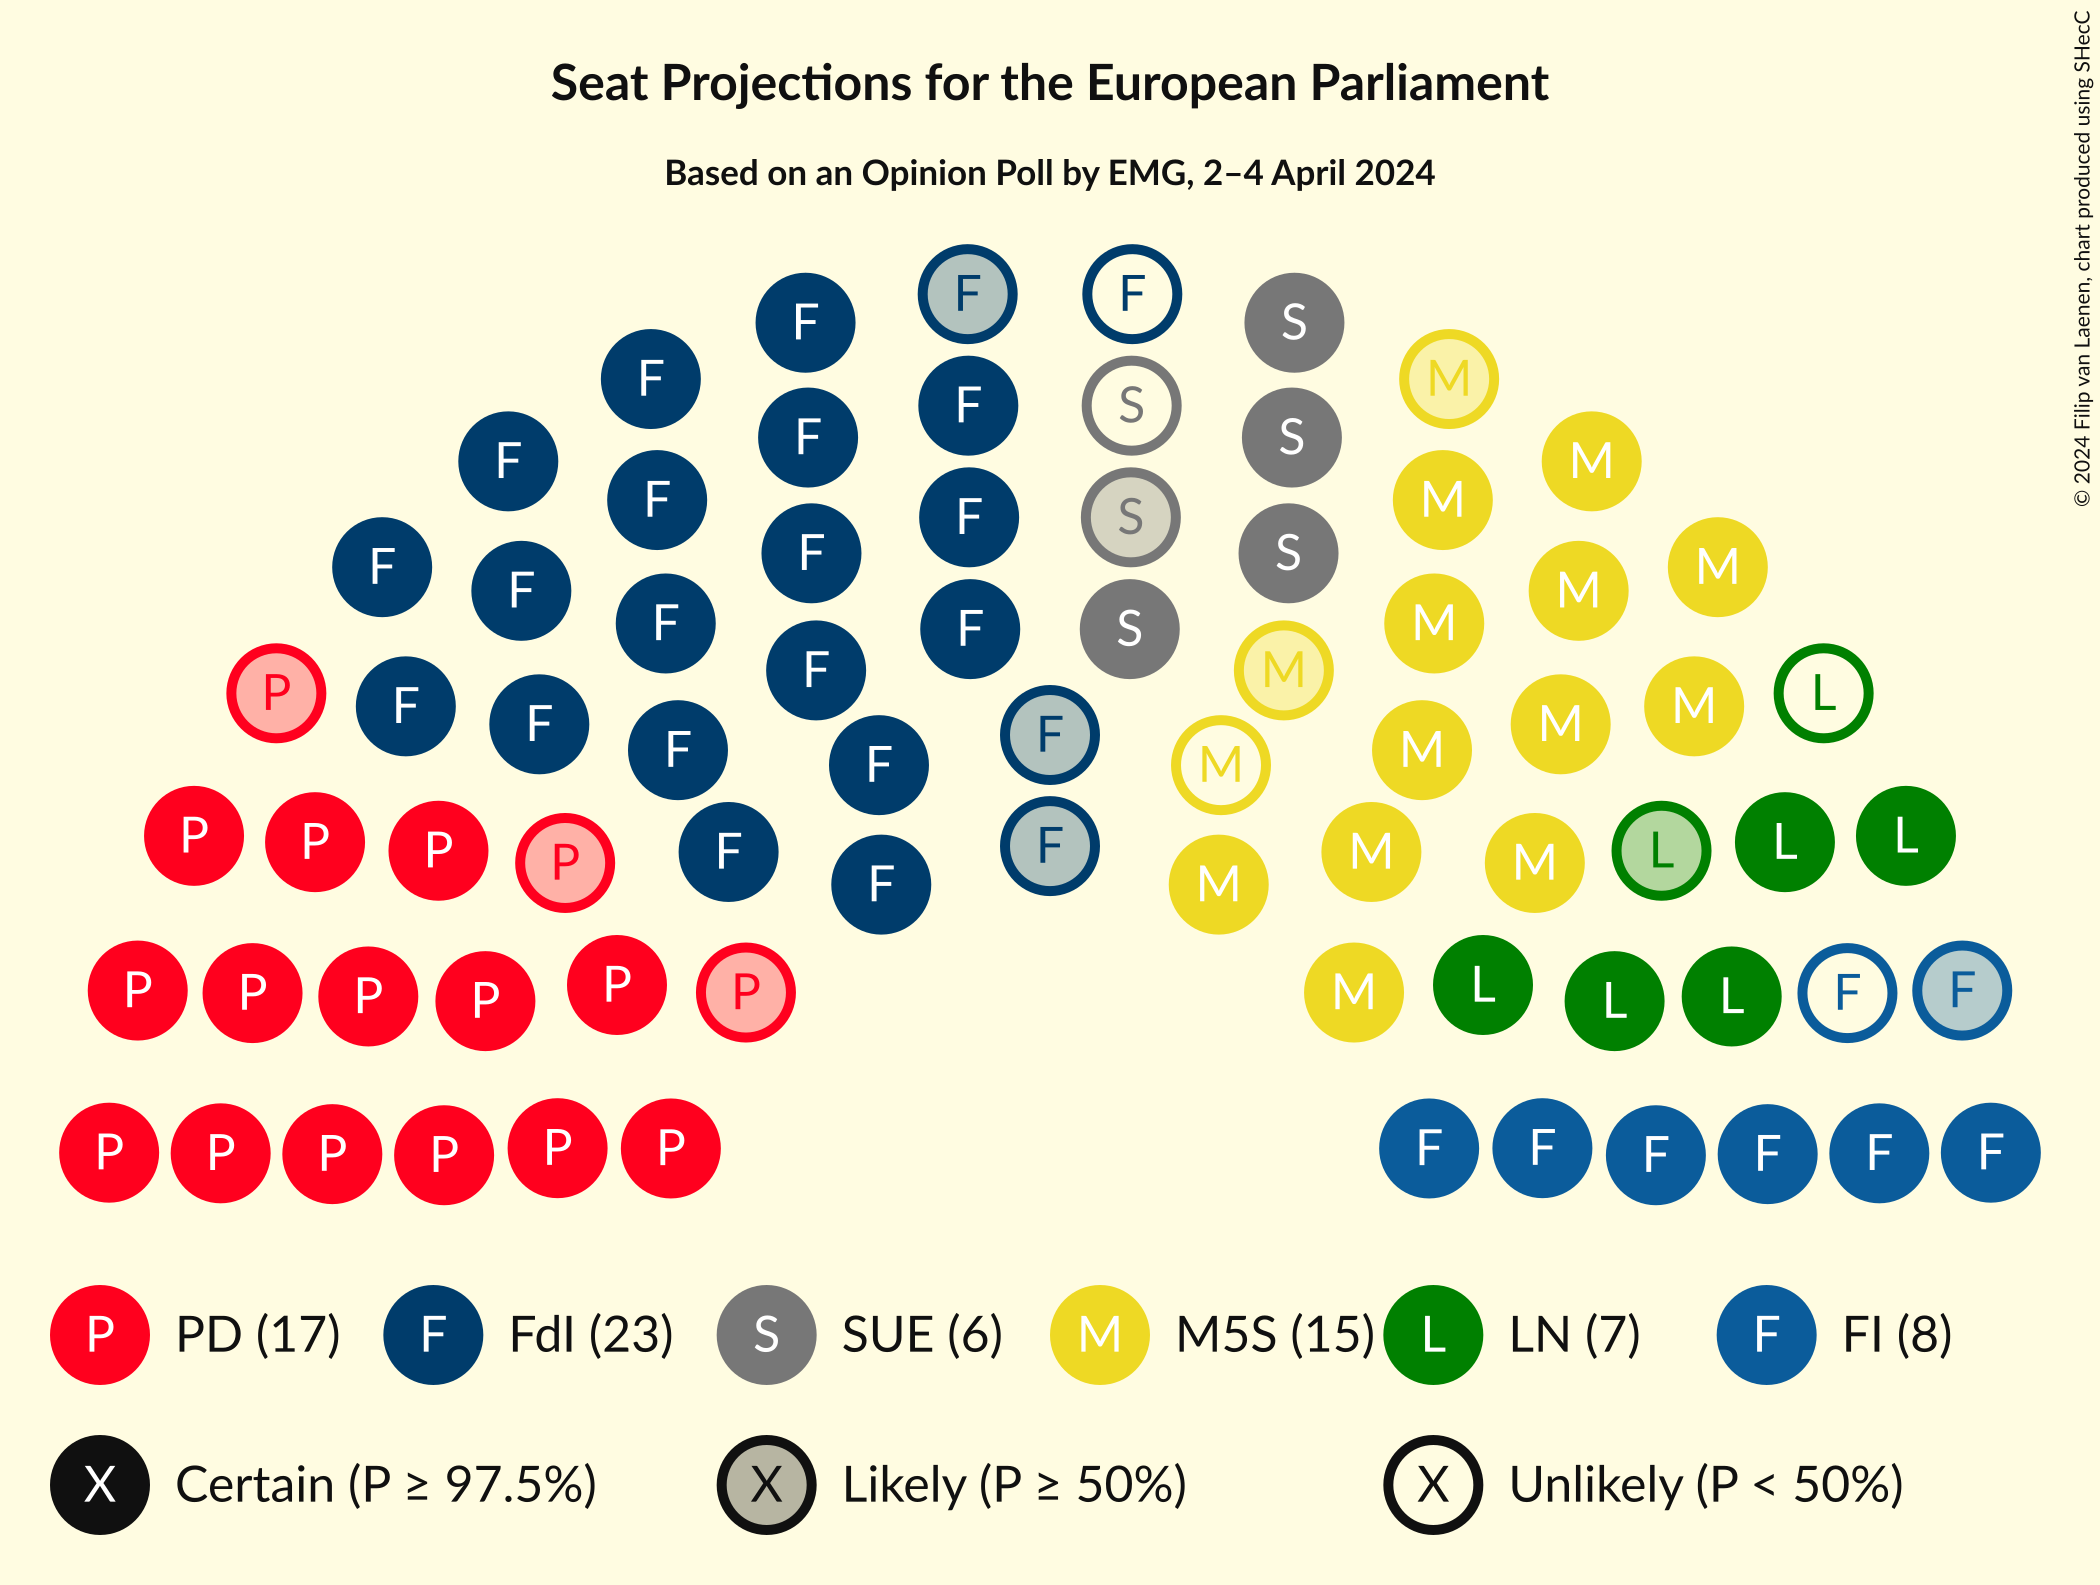 Seat Projections for the European Parliament
Based on an Opinion Poll by EMG, 2–4 April 2024
© 2024 Filip van Laenen, chart produced using SHecC
F F
F S
F M
F S
F S
F M
F F S M
F S
F M
F S
F M
F M
F S
P M L
F M
F M
F F M
F M
F M
P P P P F F F M M M L L L
F M
P P P P P P M L L L F F
P P P P P P F F F F F F
P PD (17) F FdI (23) S SUE (6) M M5S (15) L LN (7) F FI (8)
X Certain (P ≥ 97.5%) X Likely (P ≥ 50%) X Unlikely (P < 50%)